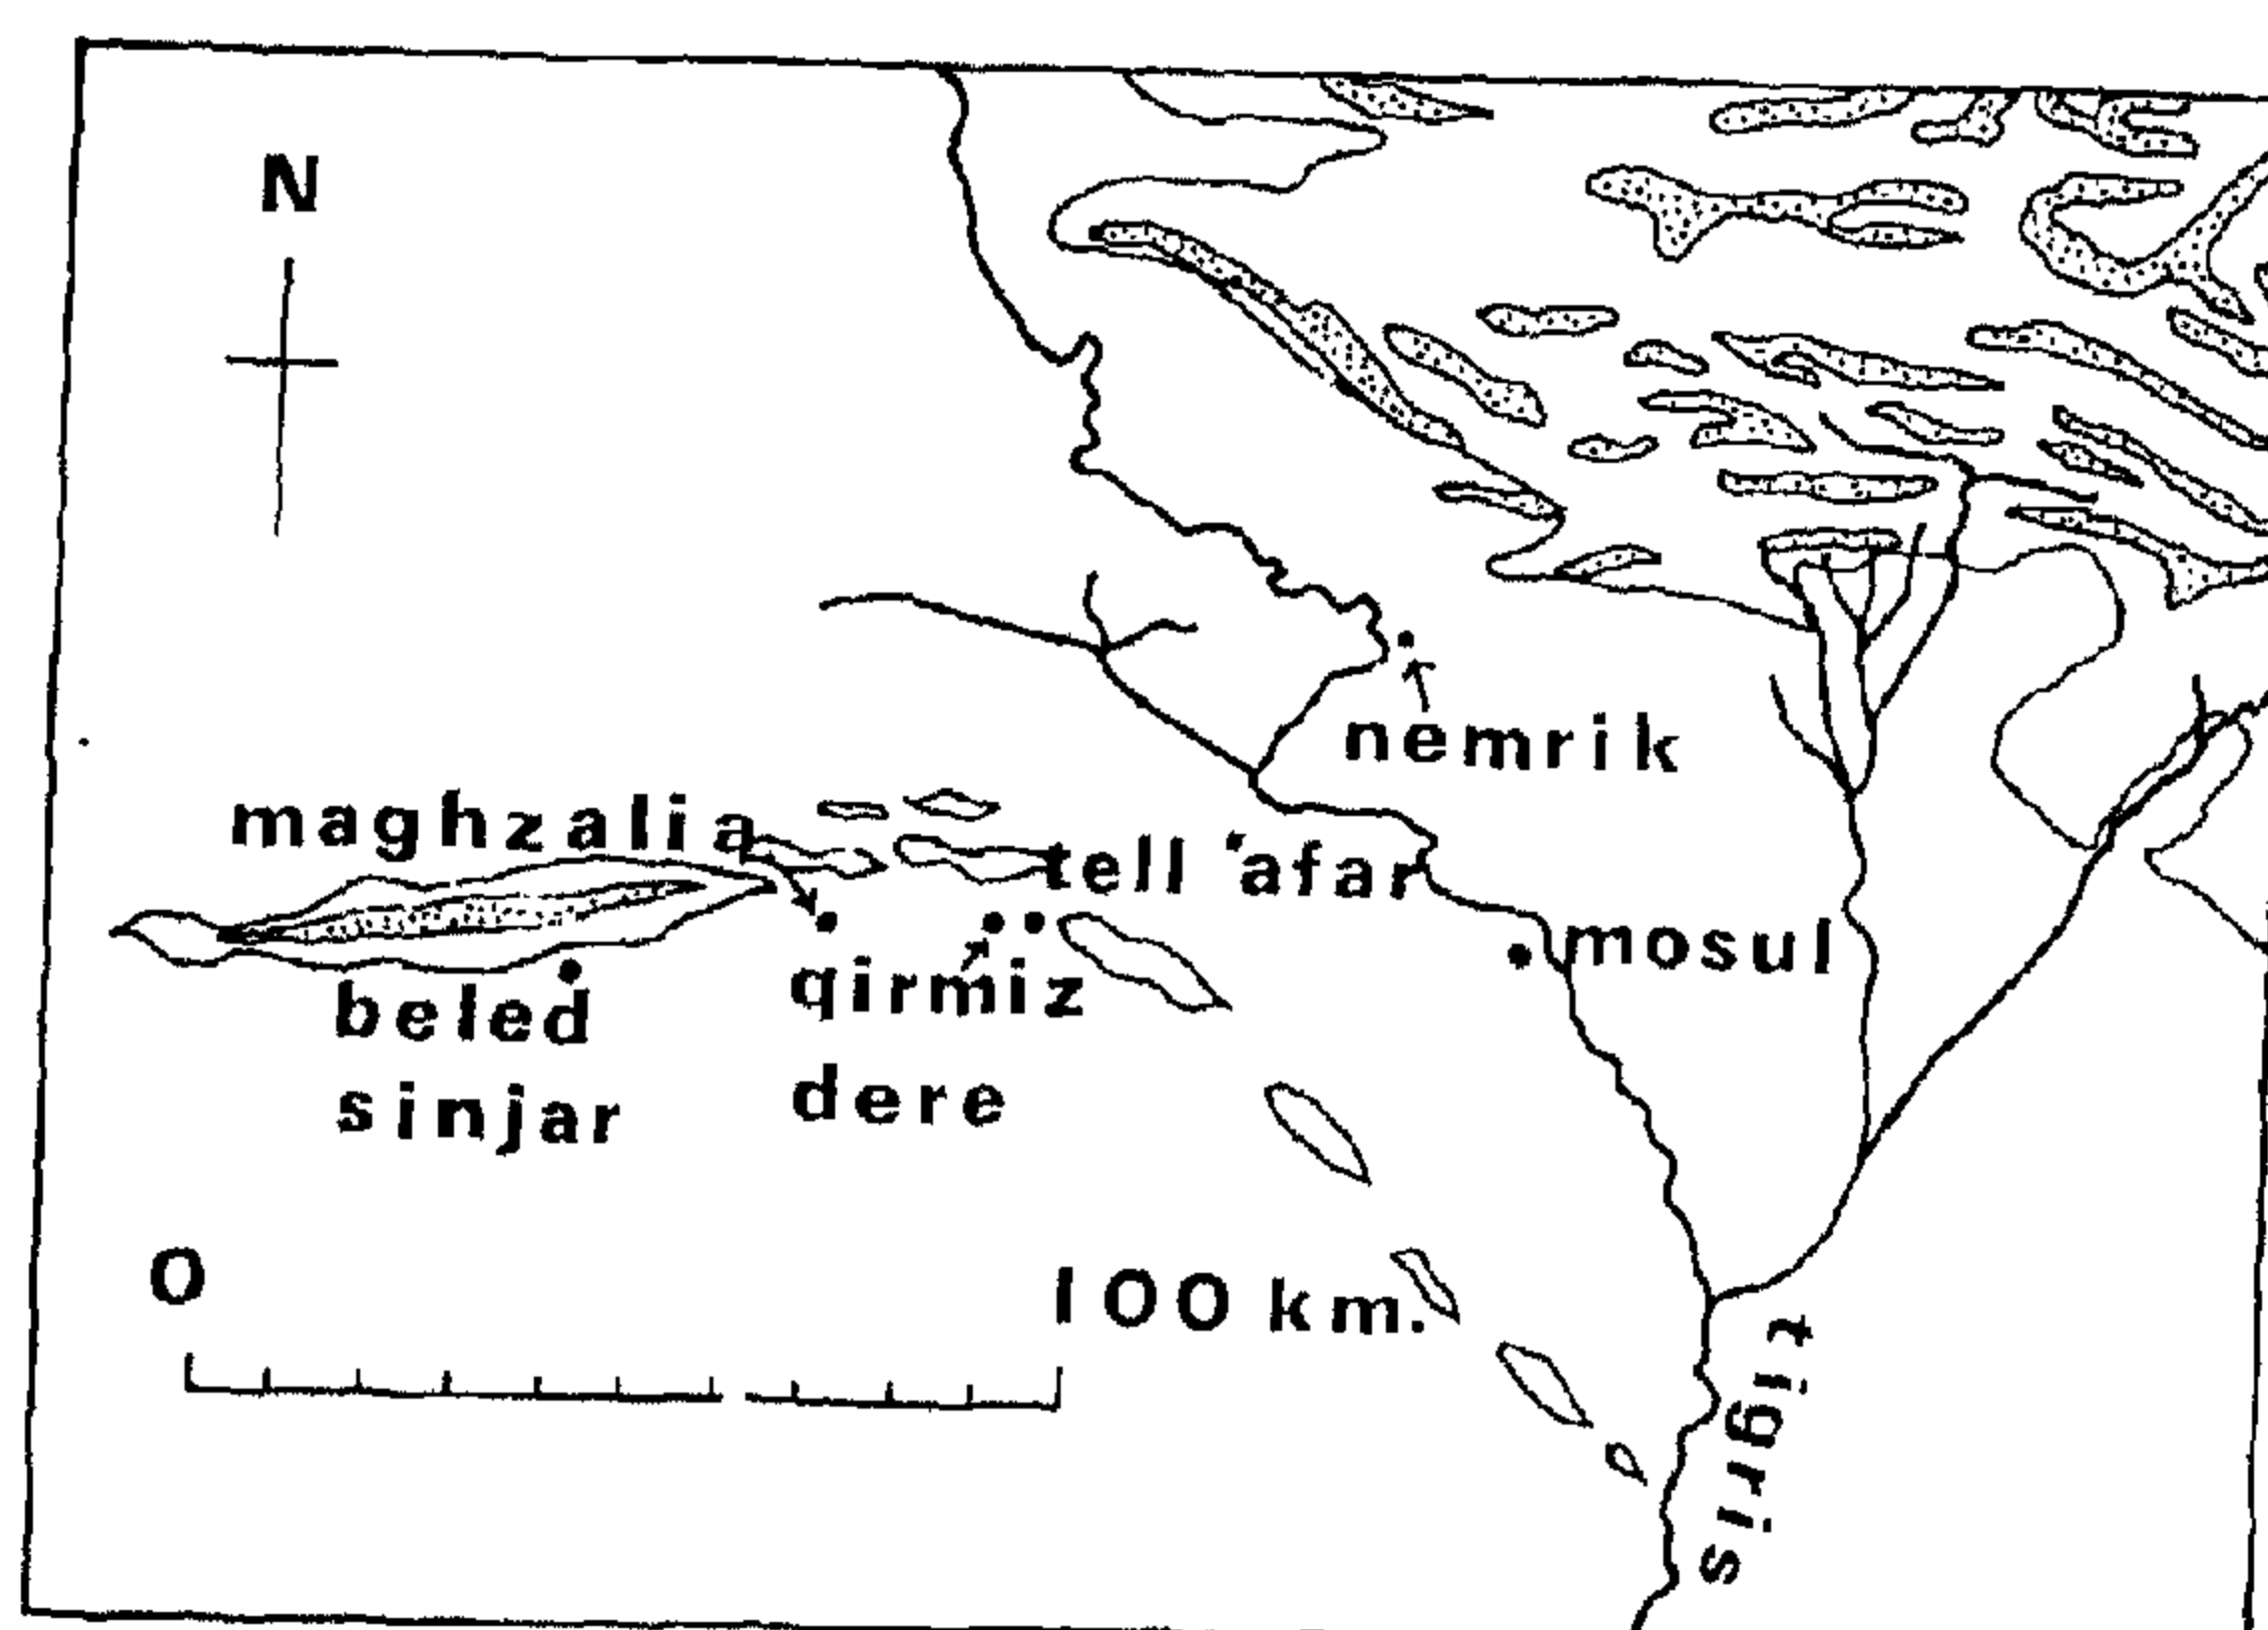 N
nemrik
maghzalia
tell 'afar
mosul
qirmiz
dere
beled
sinjar
0
100 km.
tigris